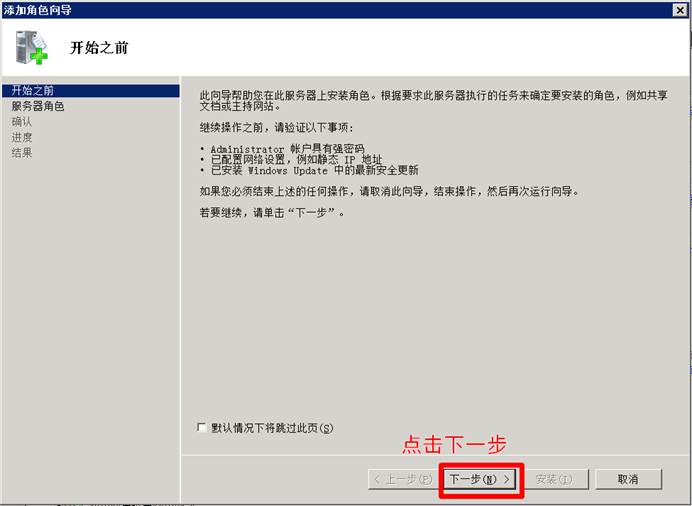 添加角色向导
开始之前
开始之前
服务器角色
确认
进度
结果
此向导帮助您在此服务器上安装角色。根据要求此服务器执行的任务来确定要安装的角色，例如共享
文档或主持网站。
继续操作之前，请验证以下事项:
• Administrator 帐户具有强密码
• 已配置网络设置，例如静态 IP 地址
• 已安装 Windows Update 中的最新安全更新
如果您必须结束上述的任何操作，请取消此向导，结束操作，然后再次运行向导。
若要继续，请单击“下一步”。
默认情况下将跳过此页(S)
点击下一步
< 上一步(P)
下一步(N) >
安装(I)
取消